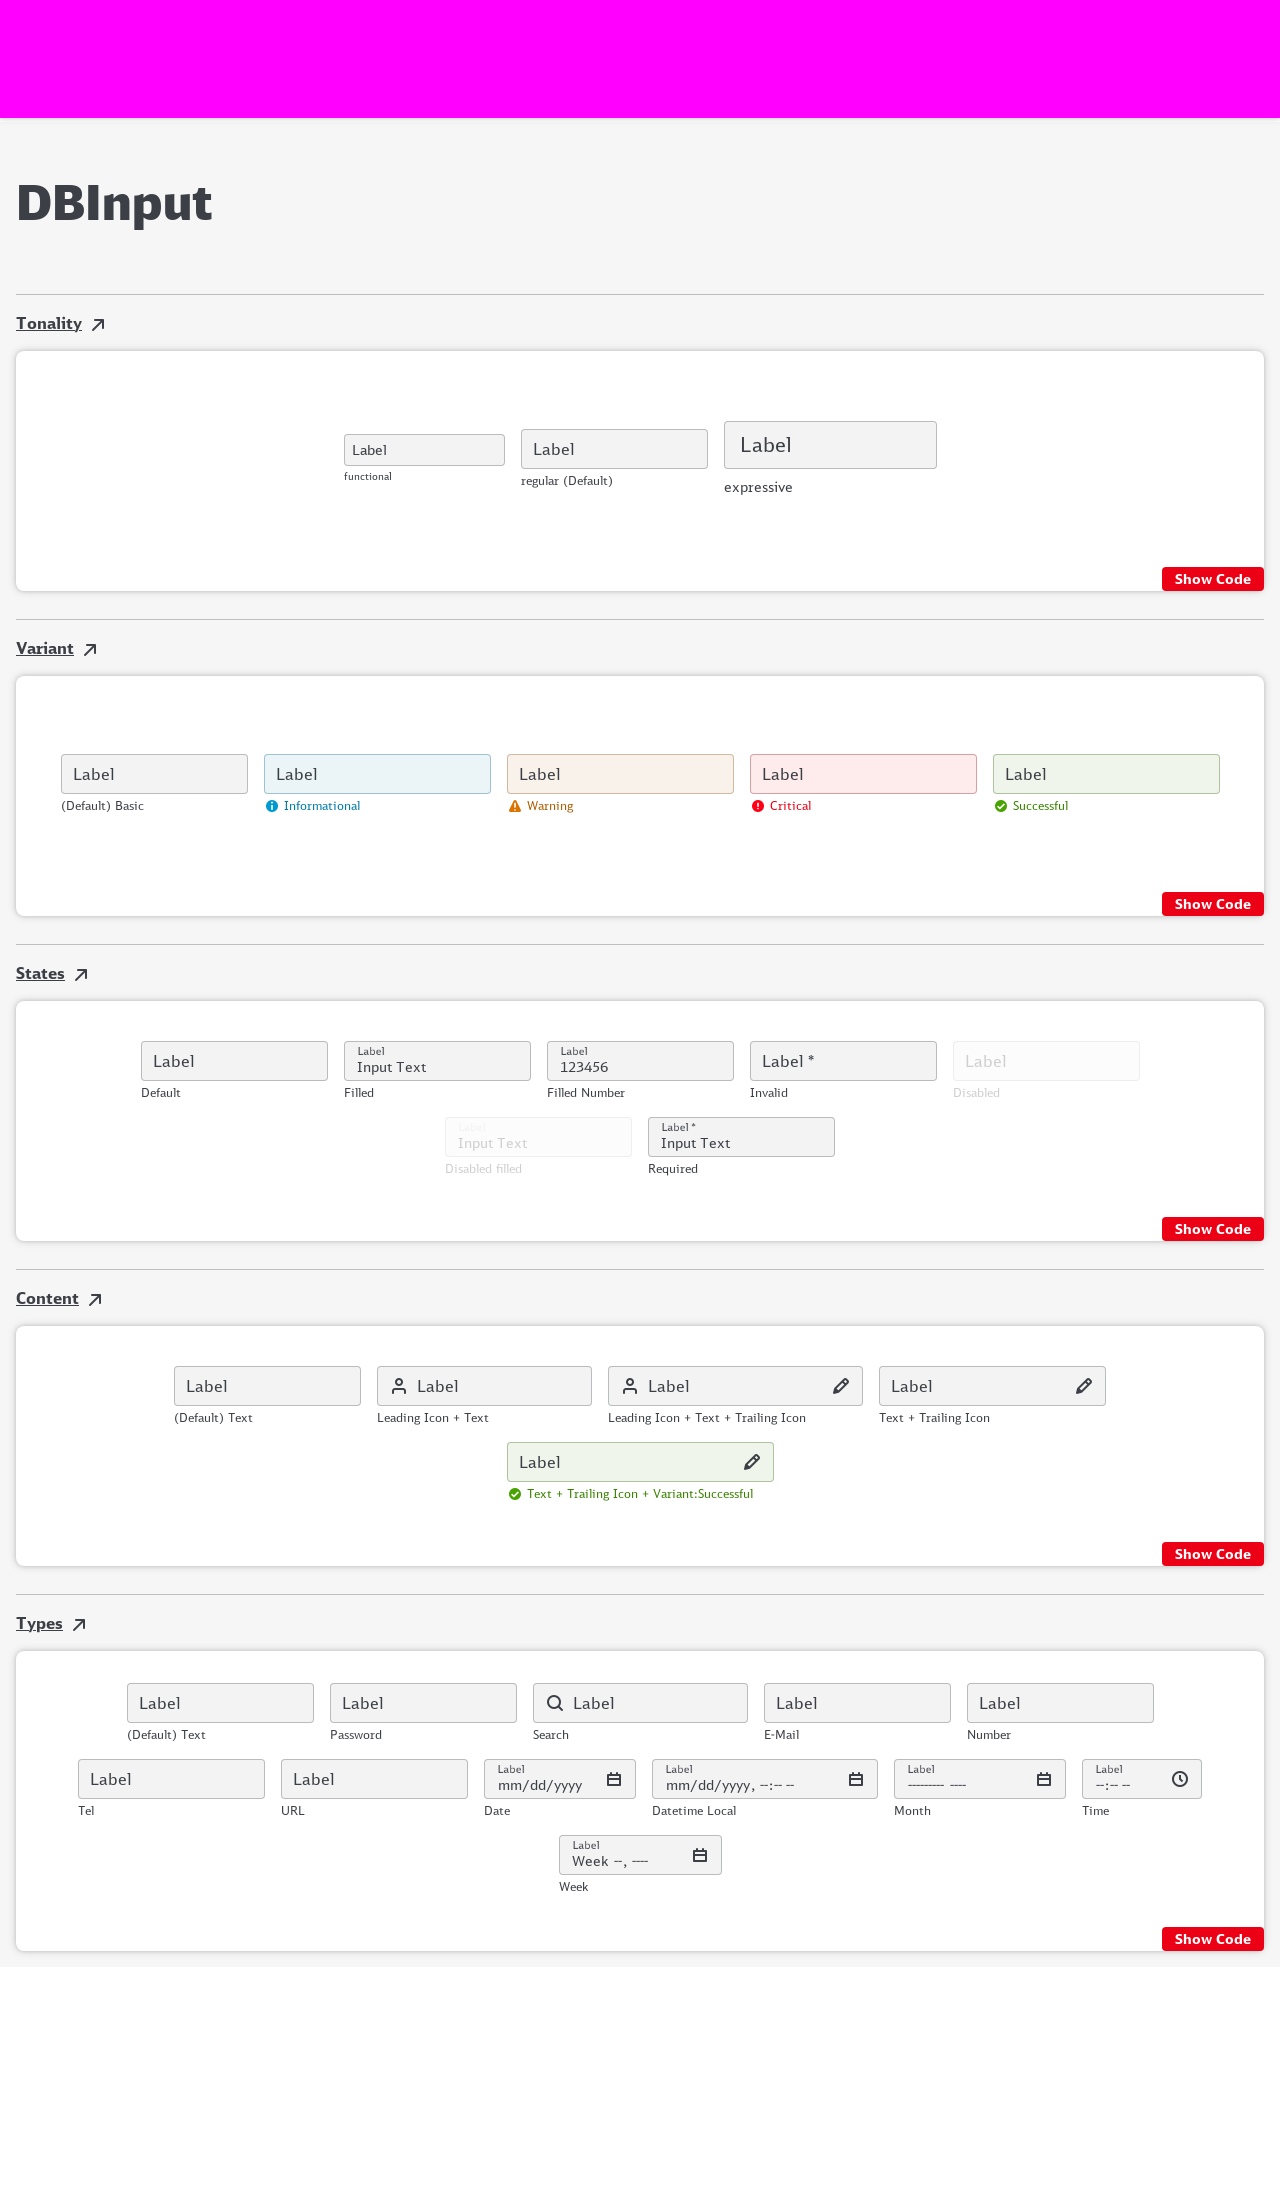 DBInput
Tonality
Label
functional
Label
regular (Default)
Label
expressive
Show Code
Variant
Label
(Default) Basic
Label
Informational
Label
Warning
Label
Critical
Label
Successful
Show Code
States
Label
Default
Label
Input Text
Filled
Label
123456
Filled Number
Label *
Invalid
Label
Disabled
Label
Input Text
Disabled filled
Label *
Input Text
Required
Show Code
Content
Label
(Default) Text
Label
Leading Icon + Text
Label
Leading Icon + Text + Trailing Icon
Label
Text + Trailing Icon
Label
Text + Trailing Icon + Variant:Successful
Show Code
Types
Label
(Default) Text
Label
Password
Label
Search
Label
E-Mail
Label
Number
Label
Tel
Label
URL
Label
mm/dd/yyyy
Date
Label
mm/dd/yyyy, --:-- --
Datetime Local
Label
--------- ----
Month
Label
--:-- --
Time
Label
Week --, ----
Week
Show Code